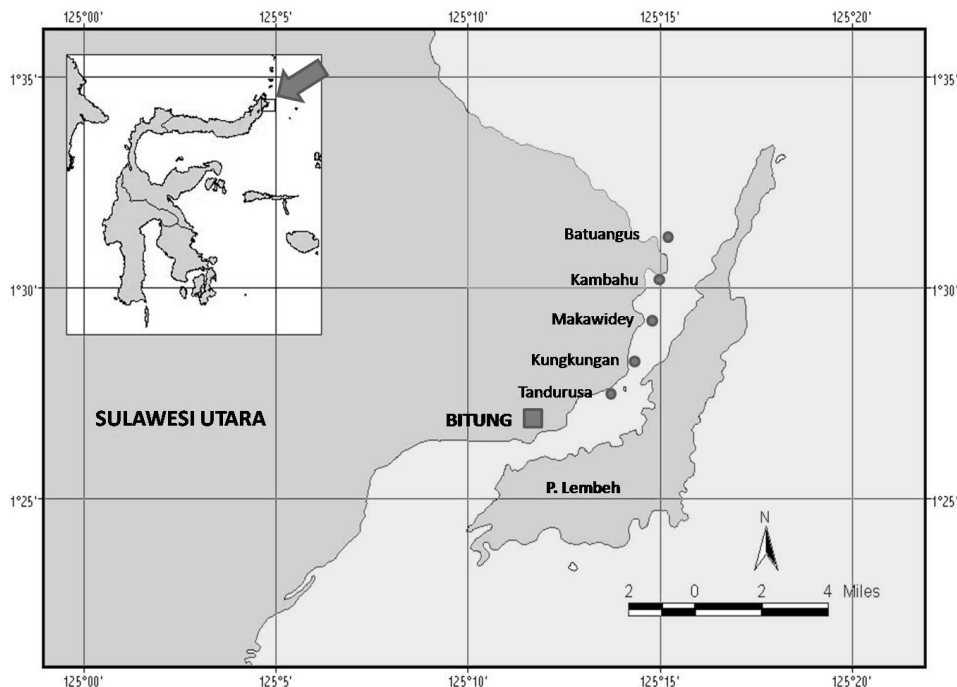 125°00' 125°5' 125°10' 125°15' 125°20'
1°35' 1°35'
Batuangus
Kambahu
1°30' 1°30'
Makawidey
Kungkungan
Tandurusa
SULAWESI UTARA BITUNG
P. Lembeh
1°25' 1°25'
N
2 0 2 4 Miles
125°00' 125°5' 125°10' 125°15' 125°20'